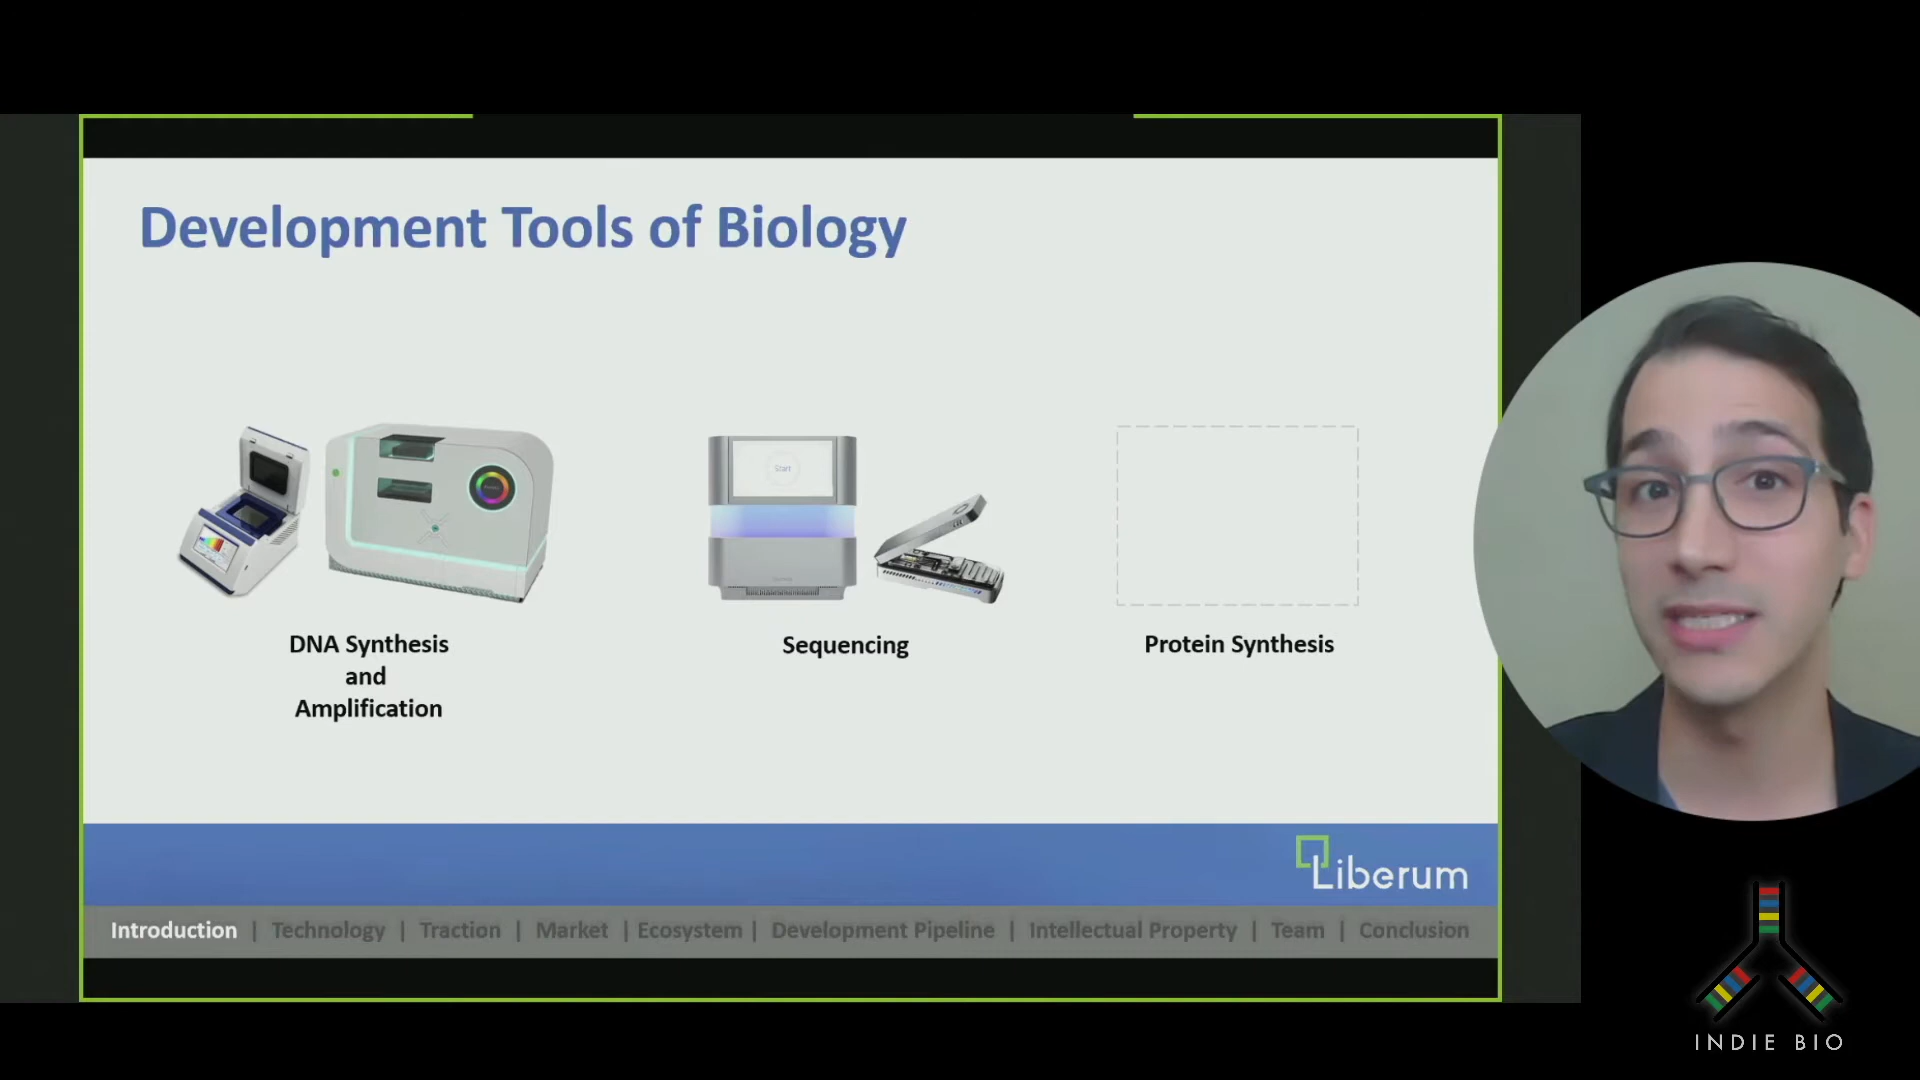 Development Tools of Biology
Start
DNA Synthesis
and
Amplification
Sequencing
Protein Synthesis
Liberum
Introduction | Technology | Traction | Market | Ecosystem | Development Pipeline | Intellectual Property | Team | Conclusion
INDIE BIO